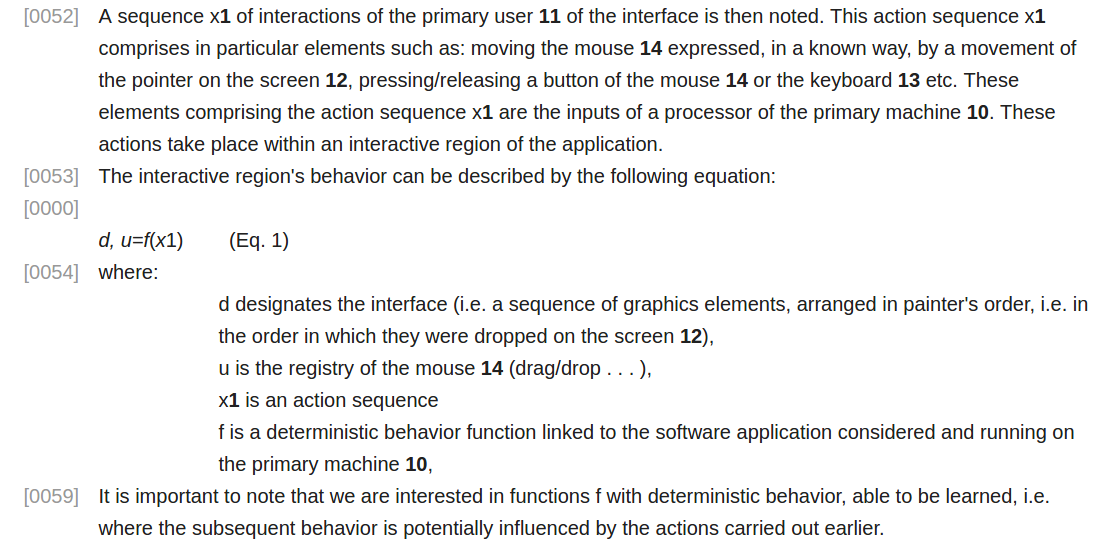 [0052] A sequence x1 of interactions of the primary user 11 of the interface is then noted. This action sequence x1
comprises in particular elements such as: moving the mouse 14 expressed, in a known way, by a movement of
the pointer on the screen 12, pressing/releasing a button of the mouse 14 or the keyboard 13 etc. These
elements comprising the action sequence x1 are the inputs of a processor of the primary machine 10. These
actions take place within an interactive region of the application.
[0053] The interactive region's behavior can be described by the following equation:
[0000]
d, u=f(x1) (Eq. 1)
[0054] where:
d designates the interface (i.e. a sequence of graphics elements, arranged in painter's order, i.e. in
the order in which they were dropped on the screen 12),
u is the registry of the mouse 14 (drag/drop . . . ),
x1 is an action sequence
f is a deterministic behavior function linked to the software application considered and running on
the primary machine 10,
[0059] It is important to note that we are interested in functions f with deterministic behavior, able to be learned, i.e.
where the subsequent behavior is potentially influenced by the actions carried out earlier.